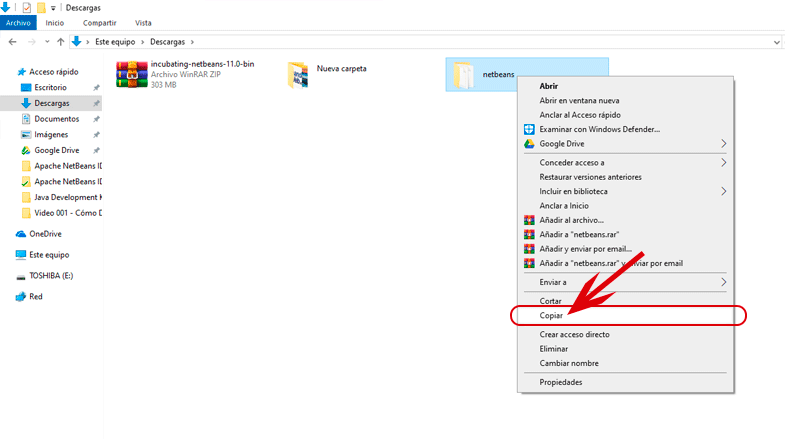 Descargas
Archivo
Inicio
Compartir
Vista
Este equipo
Descargas
Acceso rápido
Escritorio
Descargas
Documentos
Imágenes
Google Drive
Apache NetBeans ID
Apache NetBeans ID
Java Development K
Video 001 - Cómo D
OneDrive
Este equipo
TOSHIBA (E:)
Red
incubating-netbeans-11.0-bin
Archivo WinRAR ZIP
303 MB
Nueva carpeta
netbeans
Abrir
Abrir en ventana nueva
Anclar al Acceso rápido
Examinar con Windows Defender...
Google Drive
Conceder acceso a
Restaurar versiones anteriores
Incluir en biblioteca
Anclar a Inicio
Añadir al archivo...
Añadir a "netbeans.rar"
Añadir y enviar por email...
Añadir a "netbeans.rar" y enviar por email
Enviar a
Cortar
Copiar
Crear acceso directo
Eliminar
Cambiar nombre
Propiedades